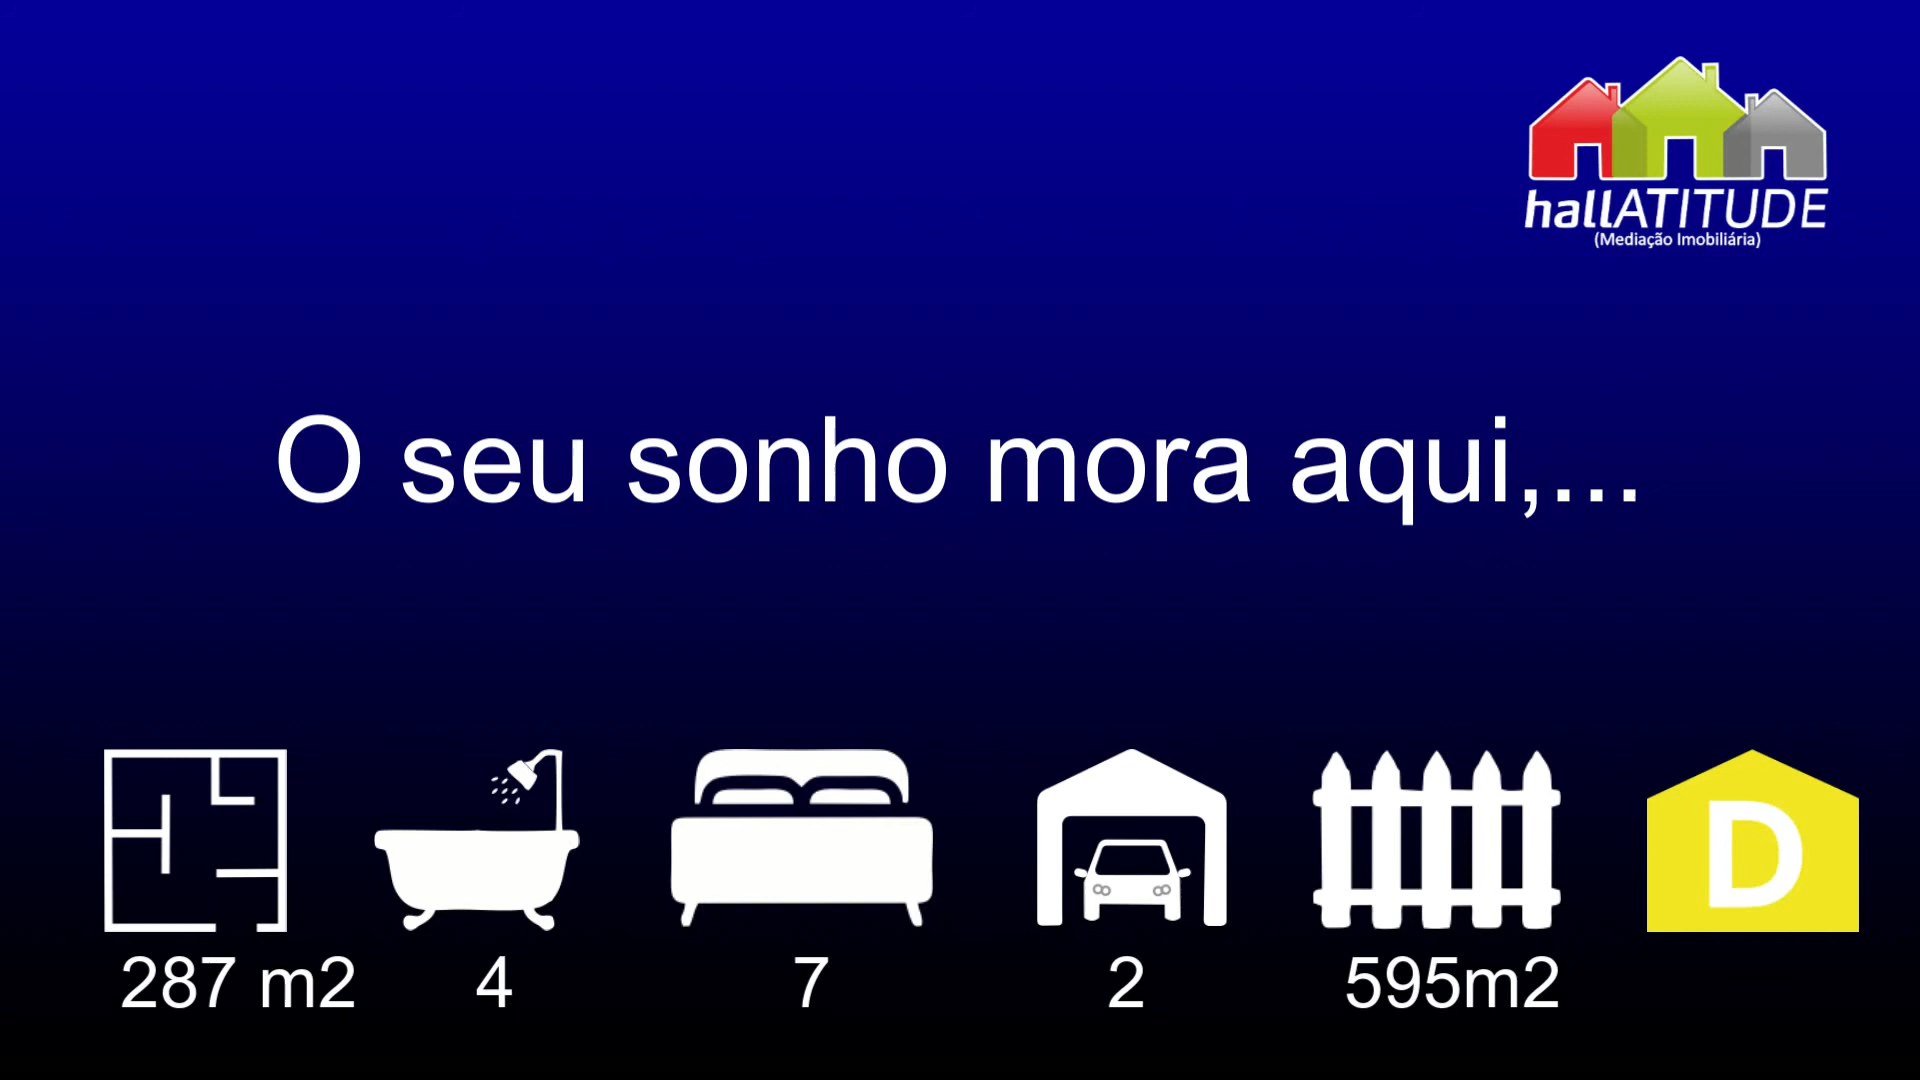 hallATITUDE
(Mediação Imobiliária)
O seu sonho mora aqui,...
D
287 m2 4 7 2 595m2